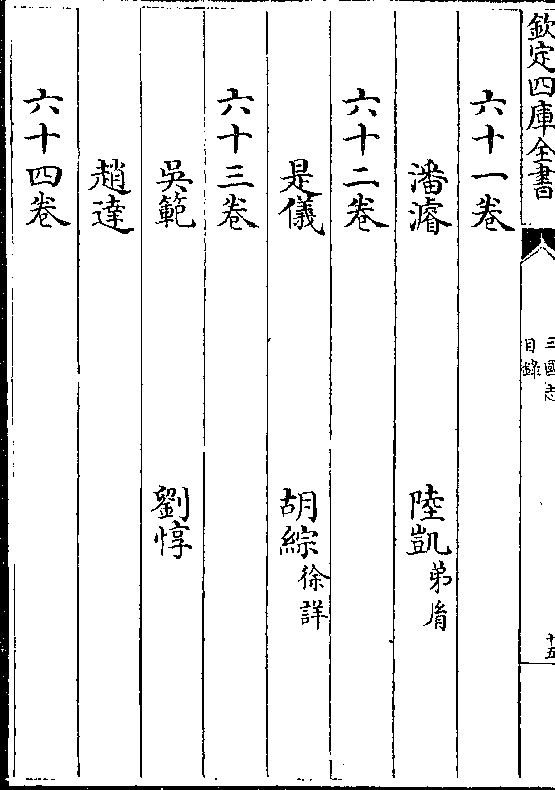 欽定四庫全書
三國志
目錄
十五
六十一卷
潘濬 陸凱弟胤
六十二卷
是儀 胡綜徐詳
六十三卷
吳範 劉惇
趙達
六十四卷